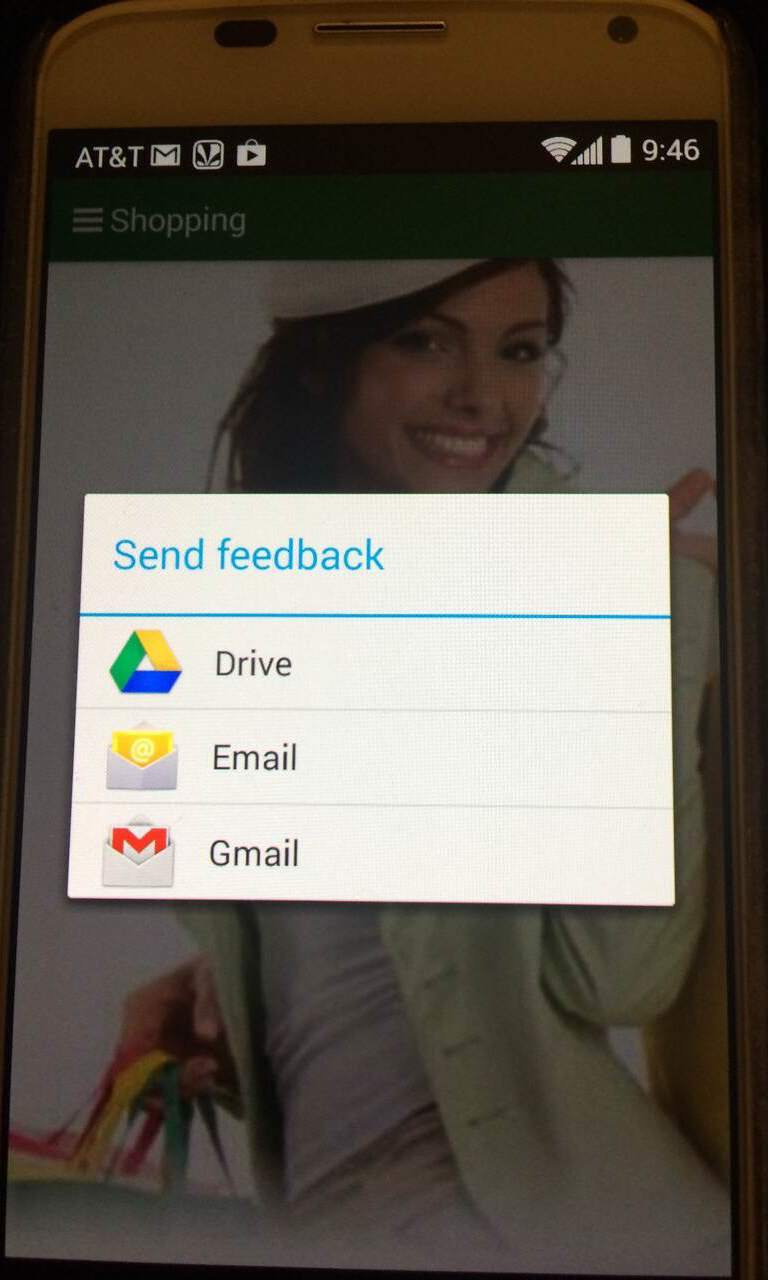 AT&T 9:46
Shopping
Send feedback
Drive
@ Email
M Gmail